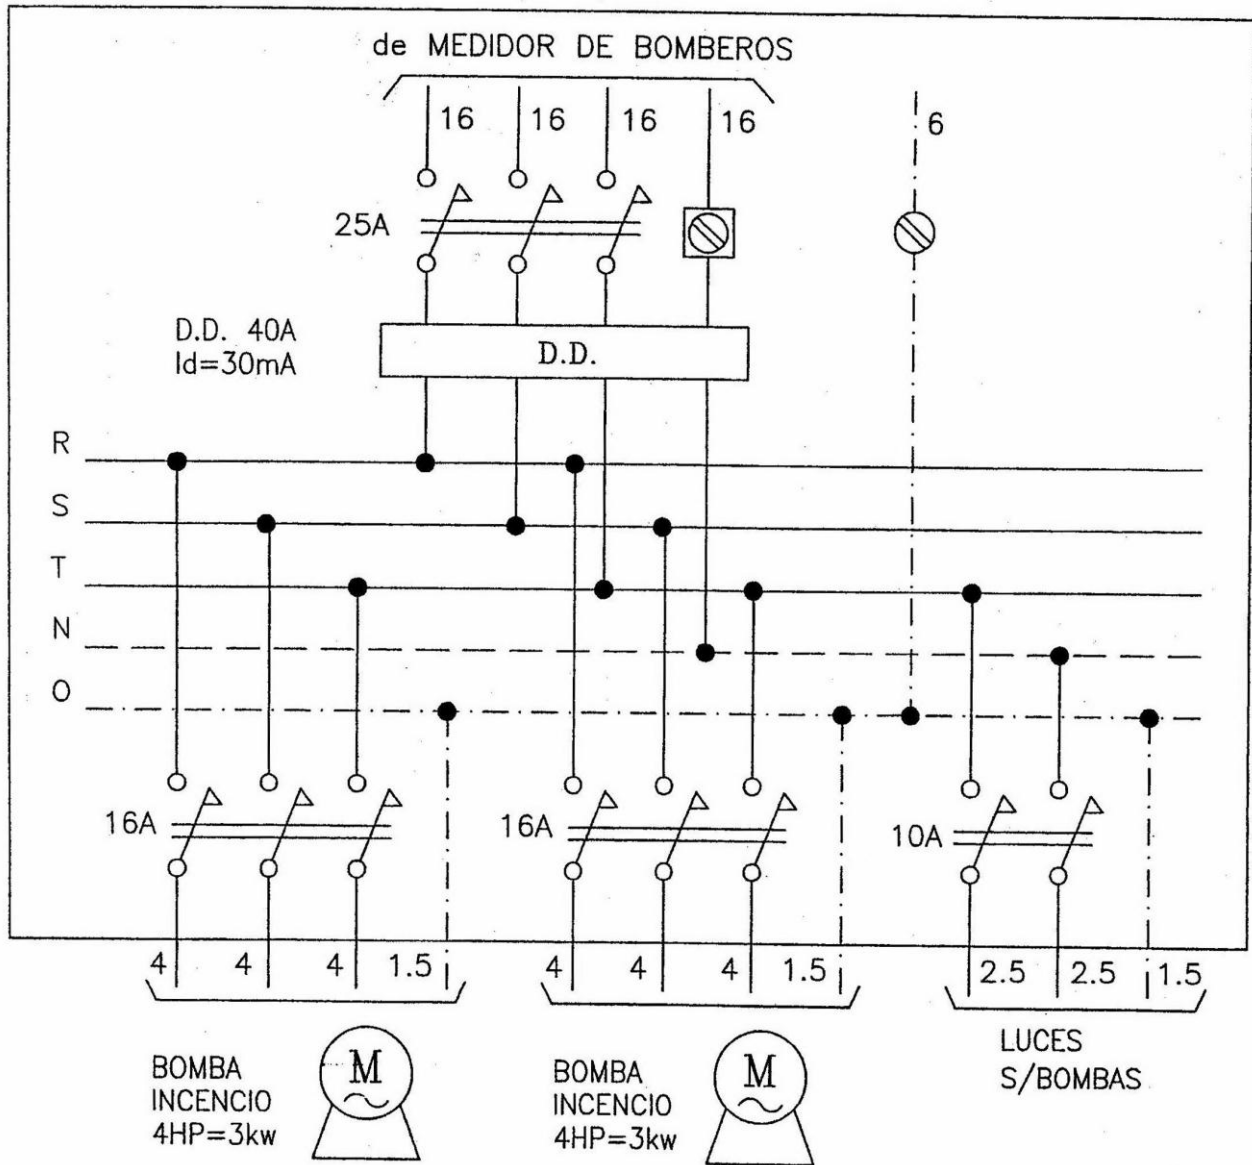 de MEDIDOR DE BOMBEROS
16 16 16 16 6
25A
D.D. 40A
Id=30mA
D.D.
R
S
T
N
O
16A 16A 10A
4 4 4 1.5 4 4 4 1.5 2.5 2.5 1.5
M M
BOMBA
INCENCIO
4HP=3kw
BOMBA
INCENCIO
4HP=3kw
LUCES
S/BOMBAS